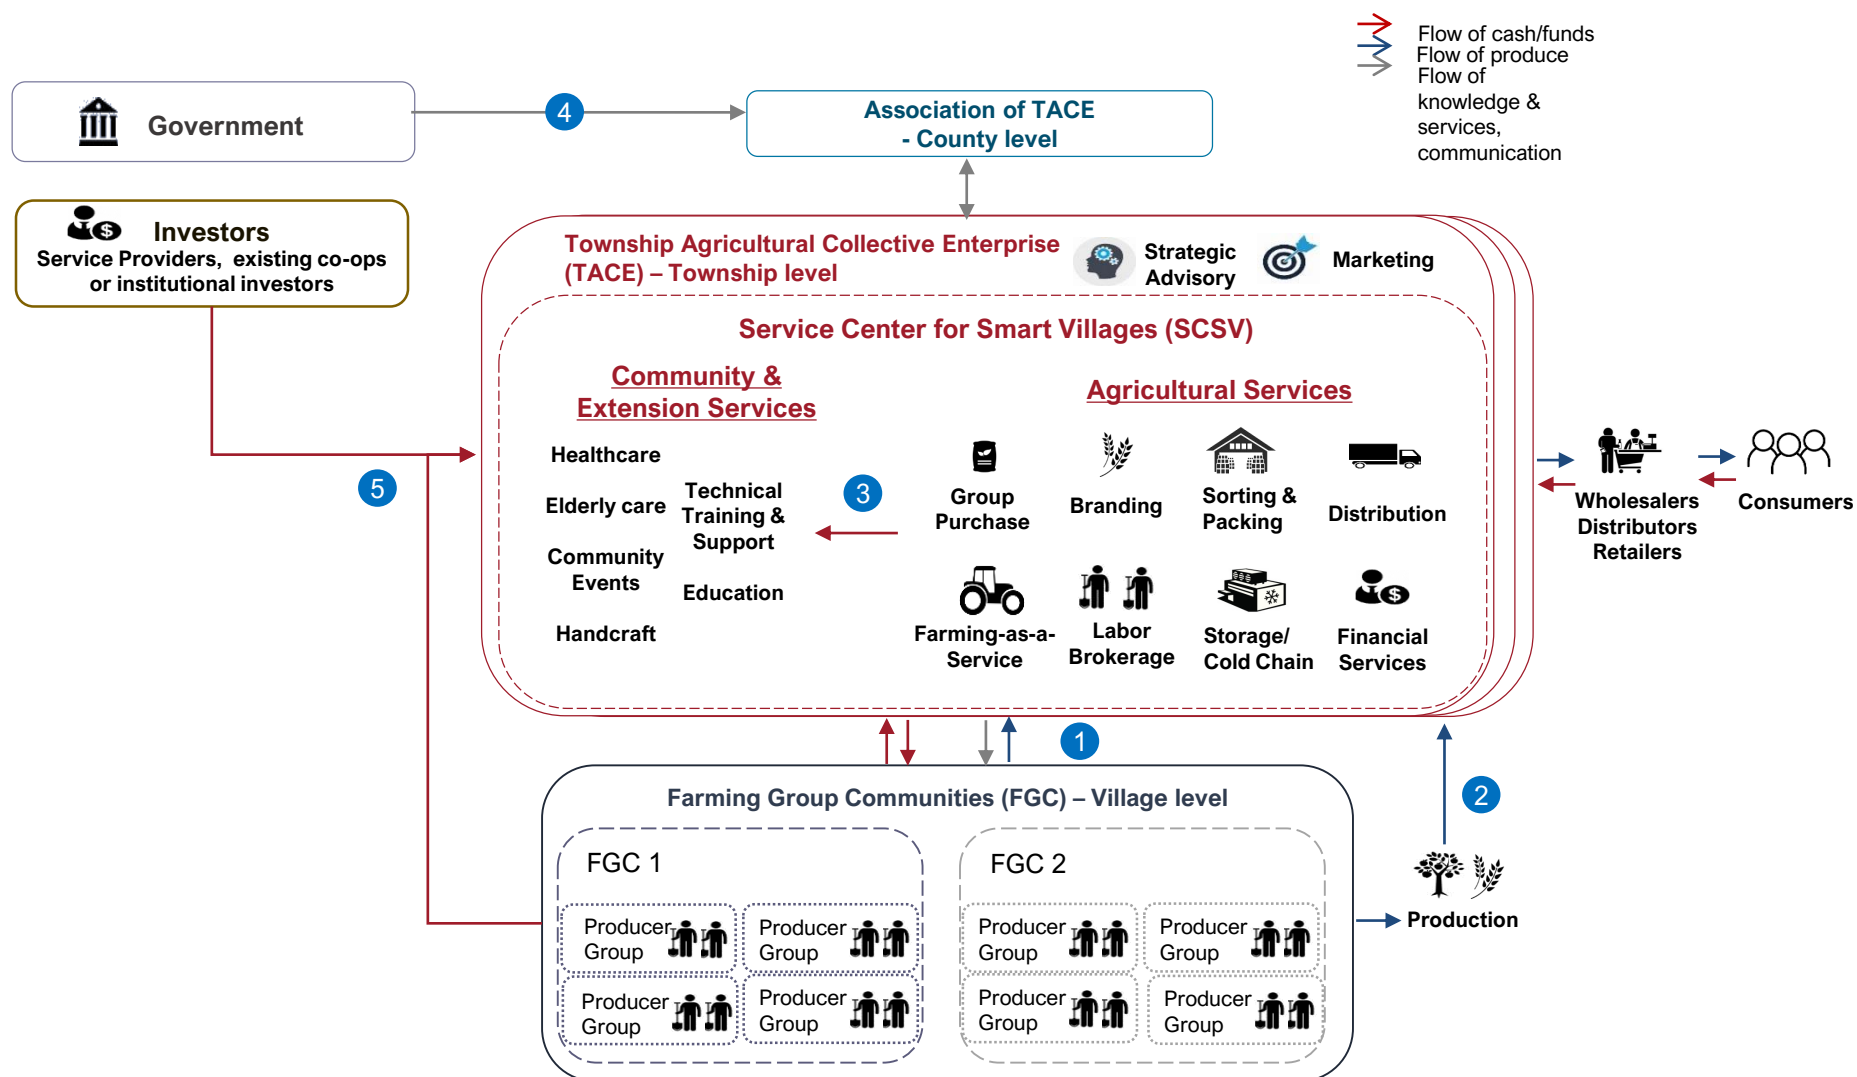 Flow of cash/funds
Flow of produce
Flow of
knowledge &
services,
communication
Government
4
Association of TACE
- County level
Investors
Service Providers, existing co-ops
or institutional investors
Township Agricultural Collective Enterprise
(TACE) – Township level
Strategic
Advisory
Marketing
Service Center for Smart Villages (SCSV)
Community &
Extension Services
Agricultural Services
Healthcare
Elderly care
Community
Events
Handcraft
Technical
Training &
Support
Education
5
3
Group
Purchase
Branding
Sorting &
Packing
Distribution
Farming-as-a-
Service
Labor
Brokerage
Storage/
Cold Chain
Financial
Services
Wholesalers
Distributors
Retailers
Consumers
1
2
Farming Group Communities (FGC) – Village level
FGC 1
Producer
Group
Producer
Group
Producer
Group
Producer
Group
FGC 2
Producer
Group
Producer
Group
Producer
Group
Producer
Group
Production